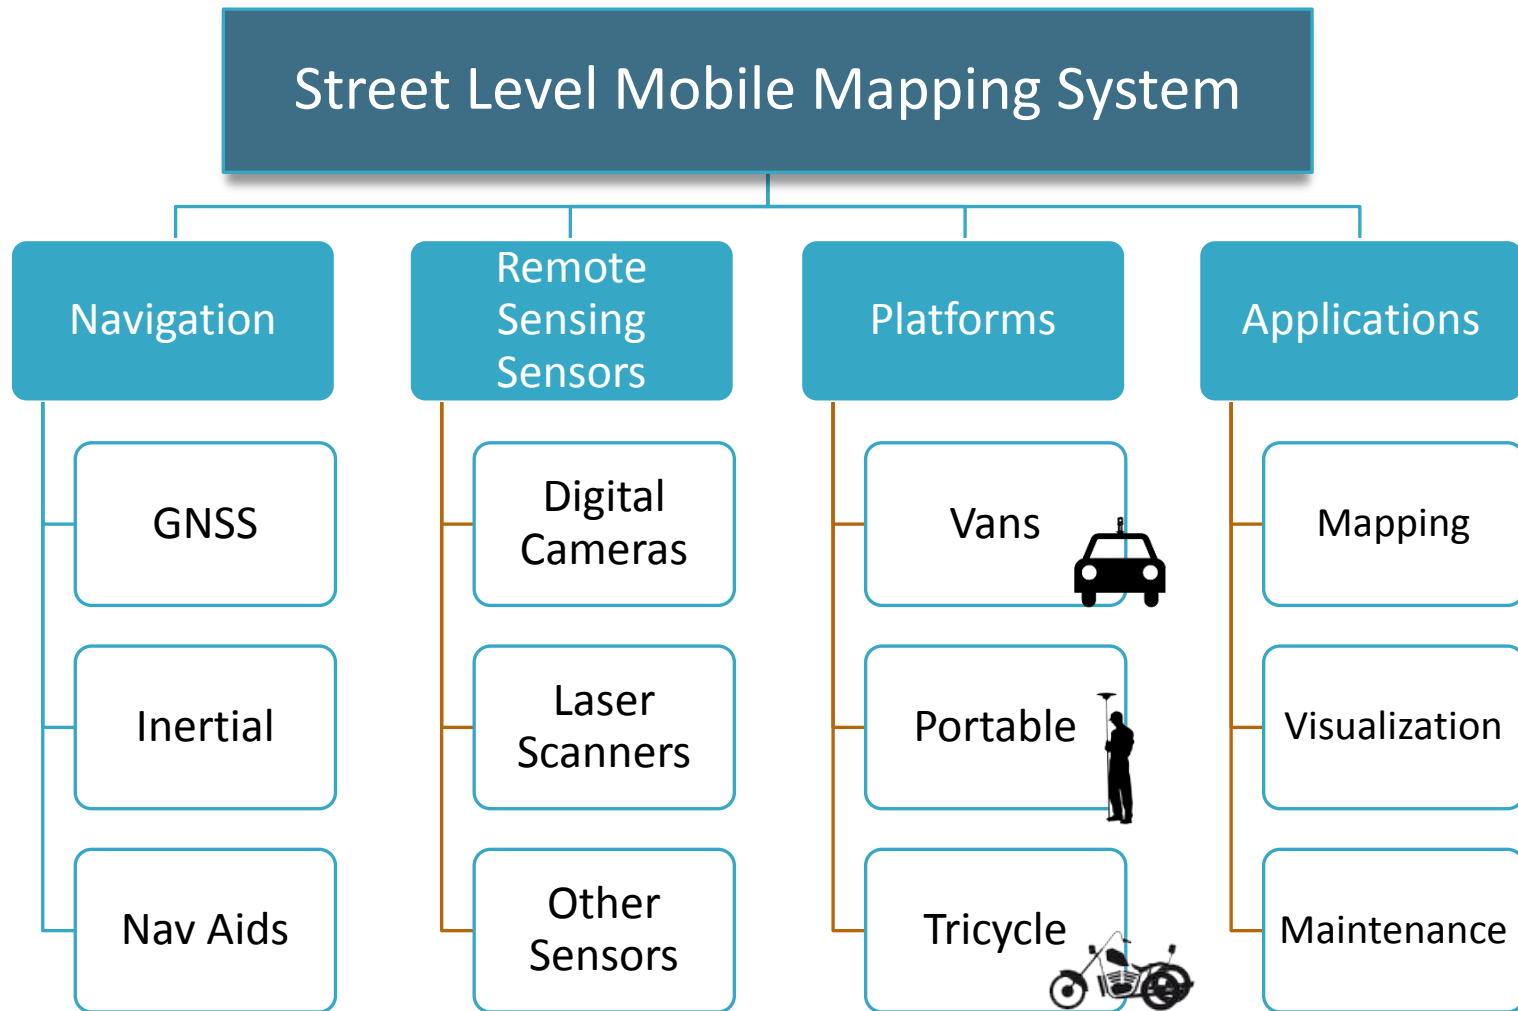 Street Level Mobile Mapping System
Navigation
Remote
Sensing
Sensors
Platforms
Applications
GNSS
Digital
Cameras
Vans
Mapping
Inertial
Laser
Scanners
Portable
Visualization
Nav Aids
Other
Sensors
Tricycle
Maintenance